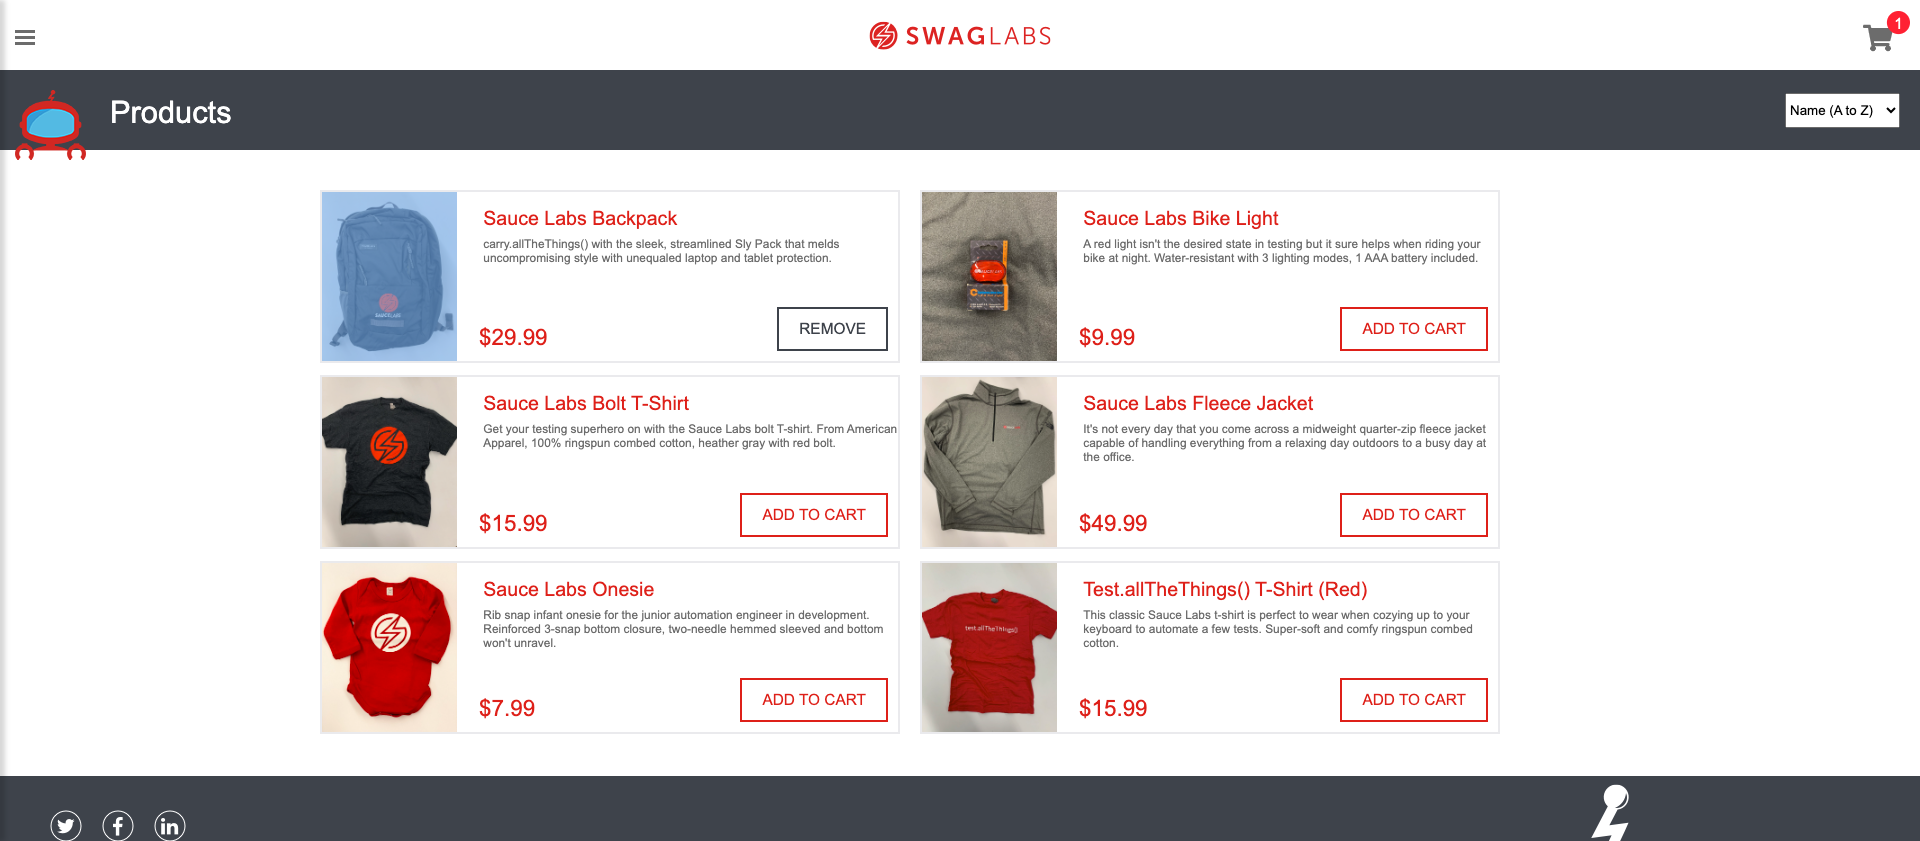 SWAGLABS
1
Products
Name (A to Z)
Sauce Labs Backpack
carry.allTheThings() with the sleek, streamlined Sly Pack that melds
uncompromising style with unequaled laptop and tablet protection.
$29.99
REMOVE
SAUCELABS
Sauce Labs Bike Light
A red light isn't the desired state in testing but it sure helps when riding your
bike at night. Water-resistant with 3 lighting modes, 1 AAA battery included.
$9.99
ADD TO CART
Sauce Labs Bolt T-Shirt
Get your testing superhero on with the Sauce Labs bolt T-shirt. From American
Apparel, 100% ringspun combed cotton, heather gray with red bolt.
$15.99
ADD TO CART
Sauce Labs Fleece Jacket
It's not every day that you come across a midweight quarter-zip fleece jacket
capable of handling everything from a relaxing day outdoors to a busy day at
the office.
$49.99
ADD TO CART
Sauce Labs Onesie
Rib snap infant onesie for the junior automation engineer in development.
Reinforced 3-snap bottom closure, two-needle hemmed sleeved and bottom
won't unravel.
$7.99
ADD TO CART
Test.allTheThings() T-Shirt (Red)
This classic Sauce Labs t-shirt is perfect to wear when cozying up to your
keyboard to automate a few tests. Super-soft and comfy ringspun combed
cotton.
$15.99
ADD TO CART
test.allTheThings()